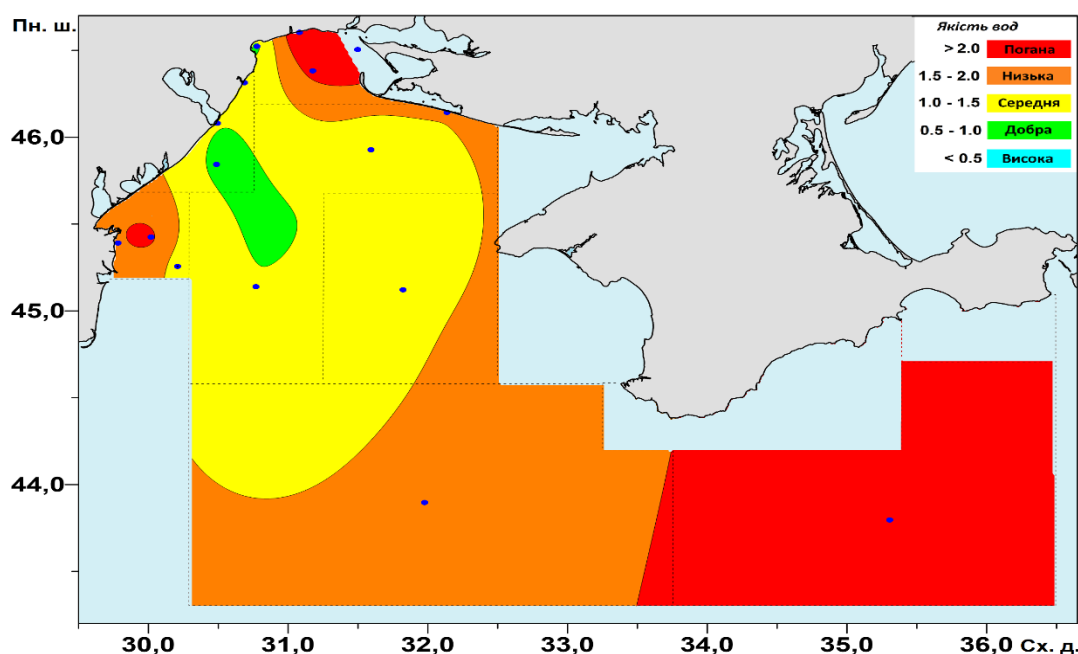 Пн. ш.
Якість вод
> 2.0 Погана
1.5 - 2.0 Низька
1.0 - 1.5 Середня
0.5 - 1.0 Добра
< 0.5 Висока
46,0
45,0
44,0
30,0 31,0 32,0 33,0 34,0 35,0 36,0 Сх. д.